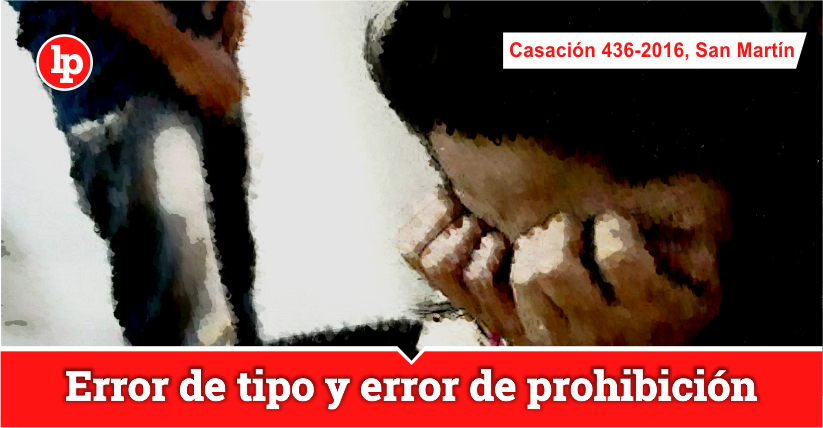 lp
Casación 436-2016, San Martín
Error de tipo y error de prohibición